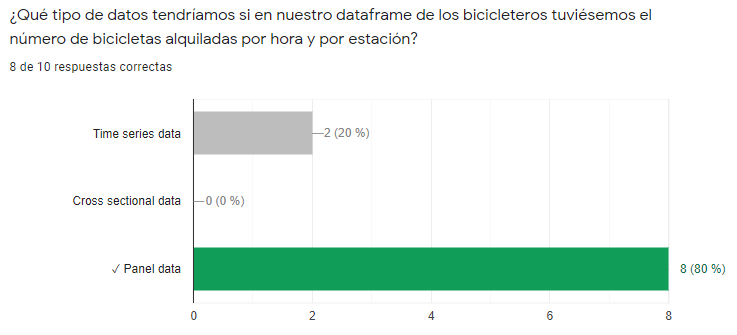 ¿Qué tipo de datos tendríamos si en nuestro dataframe de los bicicleteros tuviésemos el
número de bicicletas alquiladas por hora y por estación?
8 de 10 respuestas correctas
Time series data
2 (20 %)
Cross sectional data
0 (0 %)
✓ Panel data
8 (80 %)
0 2 4 6 8